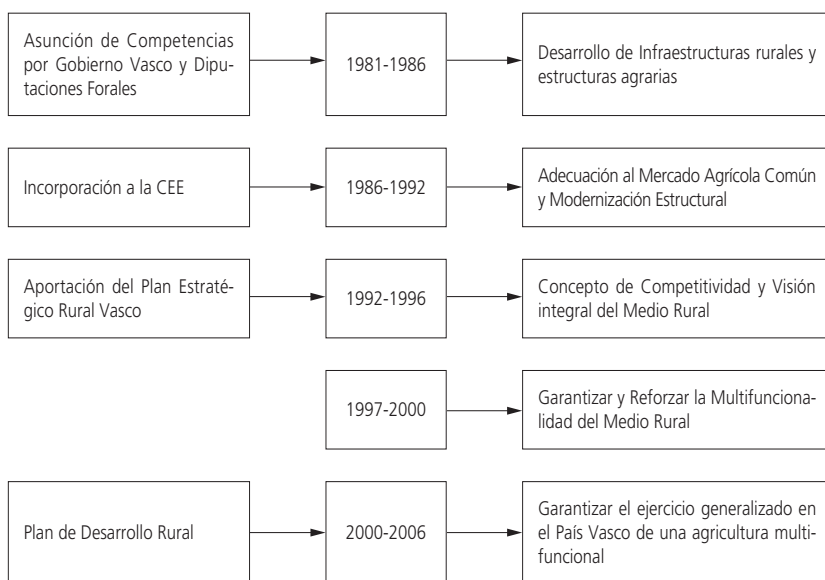 Asunción de Competencias
por Gobierno Vasco y Dipu-
taciones Forales
1981-1986
Desarrollo de Infraestructuras rurales y
estructuras agrarias
Incorporación a la CEE
1986-1992
Adecuación al Mercado Agrícola Común
y Modernización Estructural
Aportación del Plan Estraté-
gico Rural Vasco
1992-1996
Concepto de Competitividad y Visión
integral del Medio Rural
1997-2000
Garantizar y Reforzar la Multifunciona-
lidad del Medio Rural
Plan de Desarrollo Rural
2000-2006
Garantizar el ejercicio generalizado en
el País Vasco de una agricultura multi-
funcional